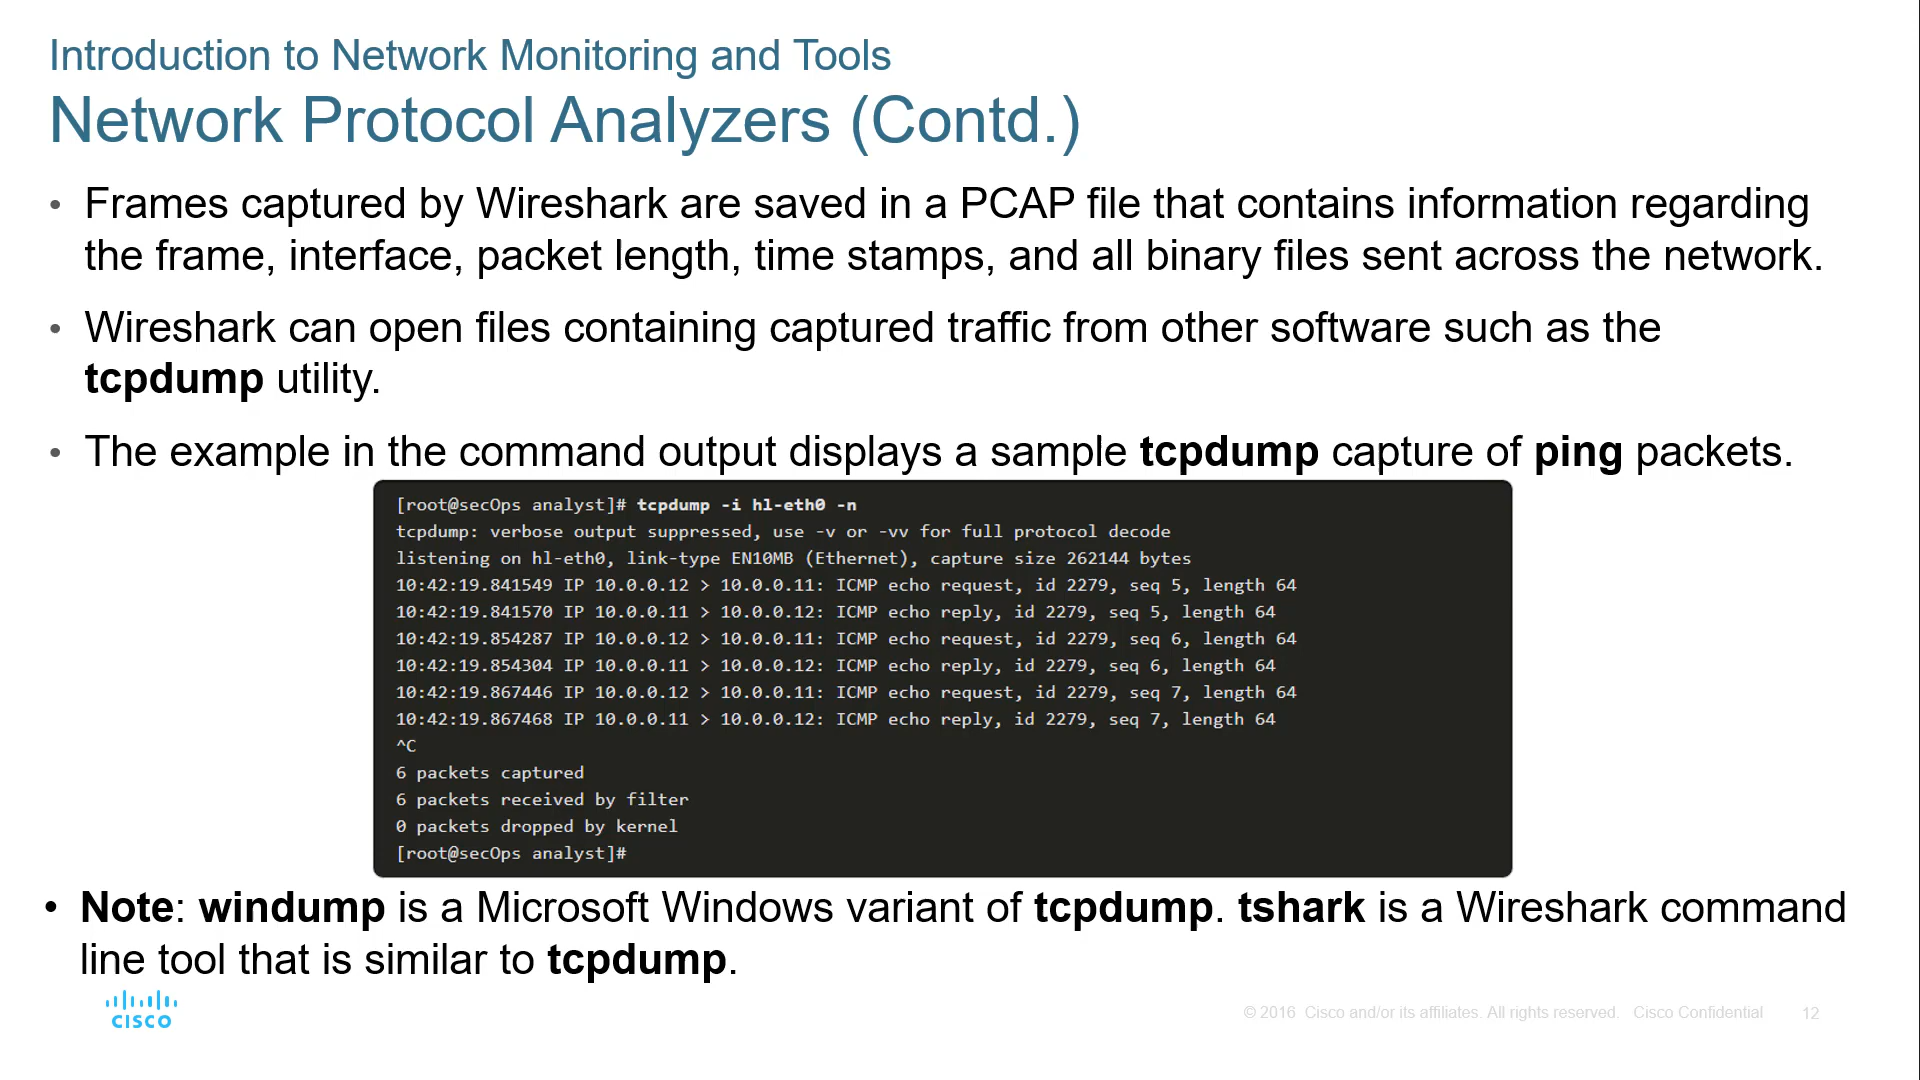 Introduction to Network Monitoring and Tools
Network Protocol Analyzers (Contd.)
• Frames captured by Wireshark are saved in a PCAP file that contains information regarding
the frame, interface, packet length, time stamps, and all binary files sent across the network.
• Wireshark can open files containing captured traffic from other software such as the
tcpdump utility.
• The example in the command output displays a sample tcpdump capture of ping packets.
[root@secOps analyst]# tcpdump -i hl-eth0 -n
tcpdump: verbose output suppressed, use -v or -vv for full protocol decode
listening on hl-eth0, link-type EN10MB (Ethernet), capture size 262144 bytes
10:42:19.841549 IP 10.0.0.12 > 10.0.0.11: ICMP echo request, id 2279, seq 5, length 64
10:42:19.841570 IP 10.0.0.11 > 10.0.0.12: ICMP echo reply, id 2279, seq 5, length 64
10:42:19.854287 IP 10.0.0.12 > 10.0.0.11: ICMP echo request, id 2279, seq 6, length 64
10:42:19.854304 IP 10.0.0.11 > 10.0.0.12: ICMP echo reply, id 2279, seq 6, length 64
10:42:19.867446 IP 10.0.0.12 > 10.0.0.11: ICMP echo request, id 2279, seq 7, length 64
10:42:19.867468 IP 10.0.0.11 > 10.0.0.12: ICMP echo reply, id 2279, seq 7, length 64
^C
6 packets captured
6 packets received by filter
0 packets dropped by kernel
[root@secOps analyst]#
• Note: windump is a Microsoft Windows variant of tcpdump. tshark is a Wireshark command
line tool that is similar to tcpdump.
CISCO
© 2016 Cisco and/or its affiliates. All rights reserved. Cisco Confidential 12